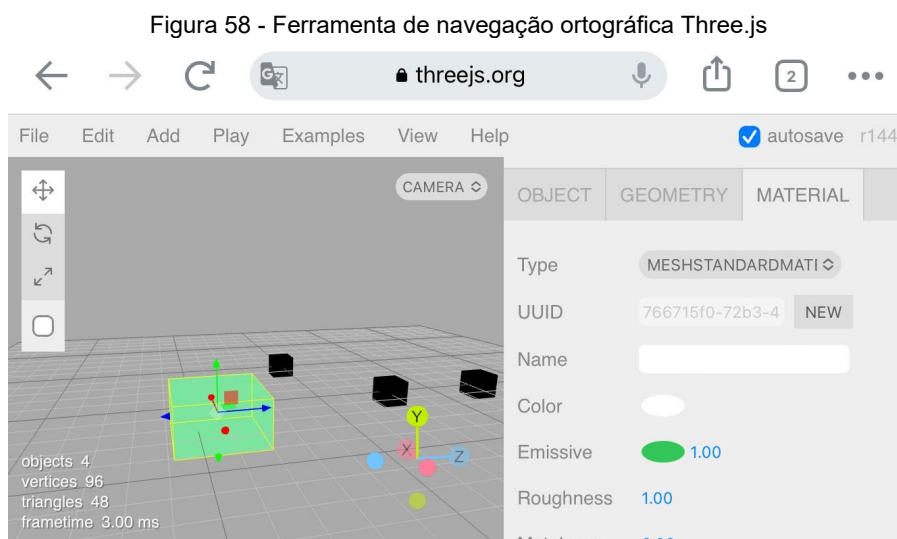 Figura 58 - Ferramenta de navegação ortográfica Three.js
threejs.org
2
File Edit Add Play Examples View Help
autosave r144
CAMERA
OBJECT GEOMETRY MATERIAL
Type MESHSTANDARDMATI
UUID 766715f0-72b3-4 NEW
Name
Color
Emissive 1.00
Roughness 1.00
Y
X
Z
objects 4
vertices 96
triangles 48
frametime 3.00 ms